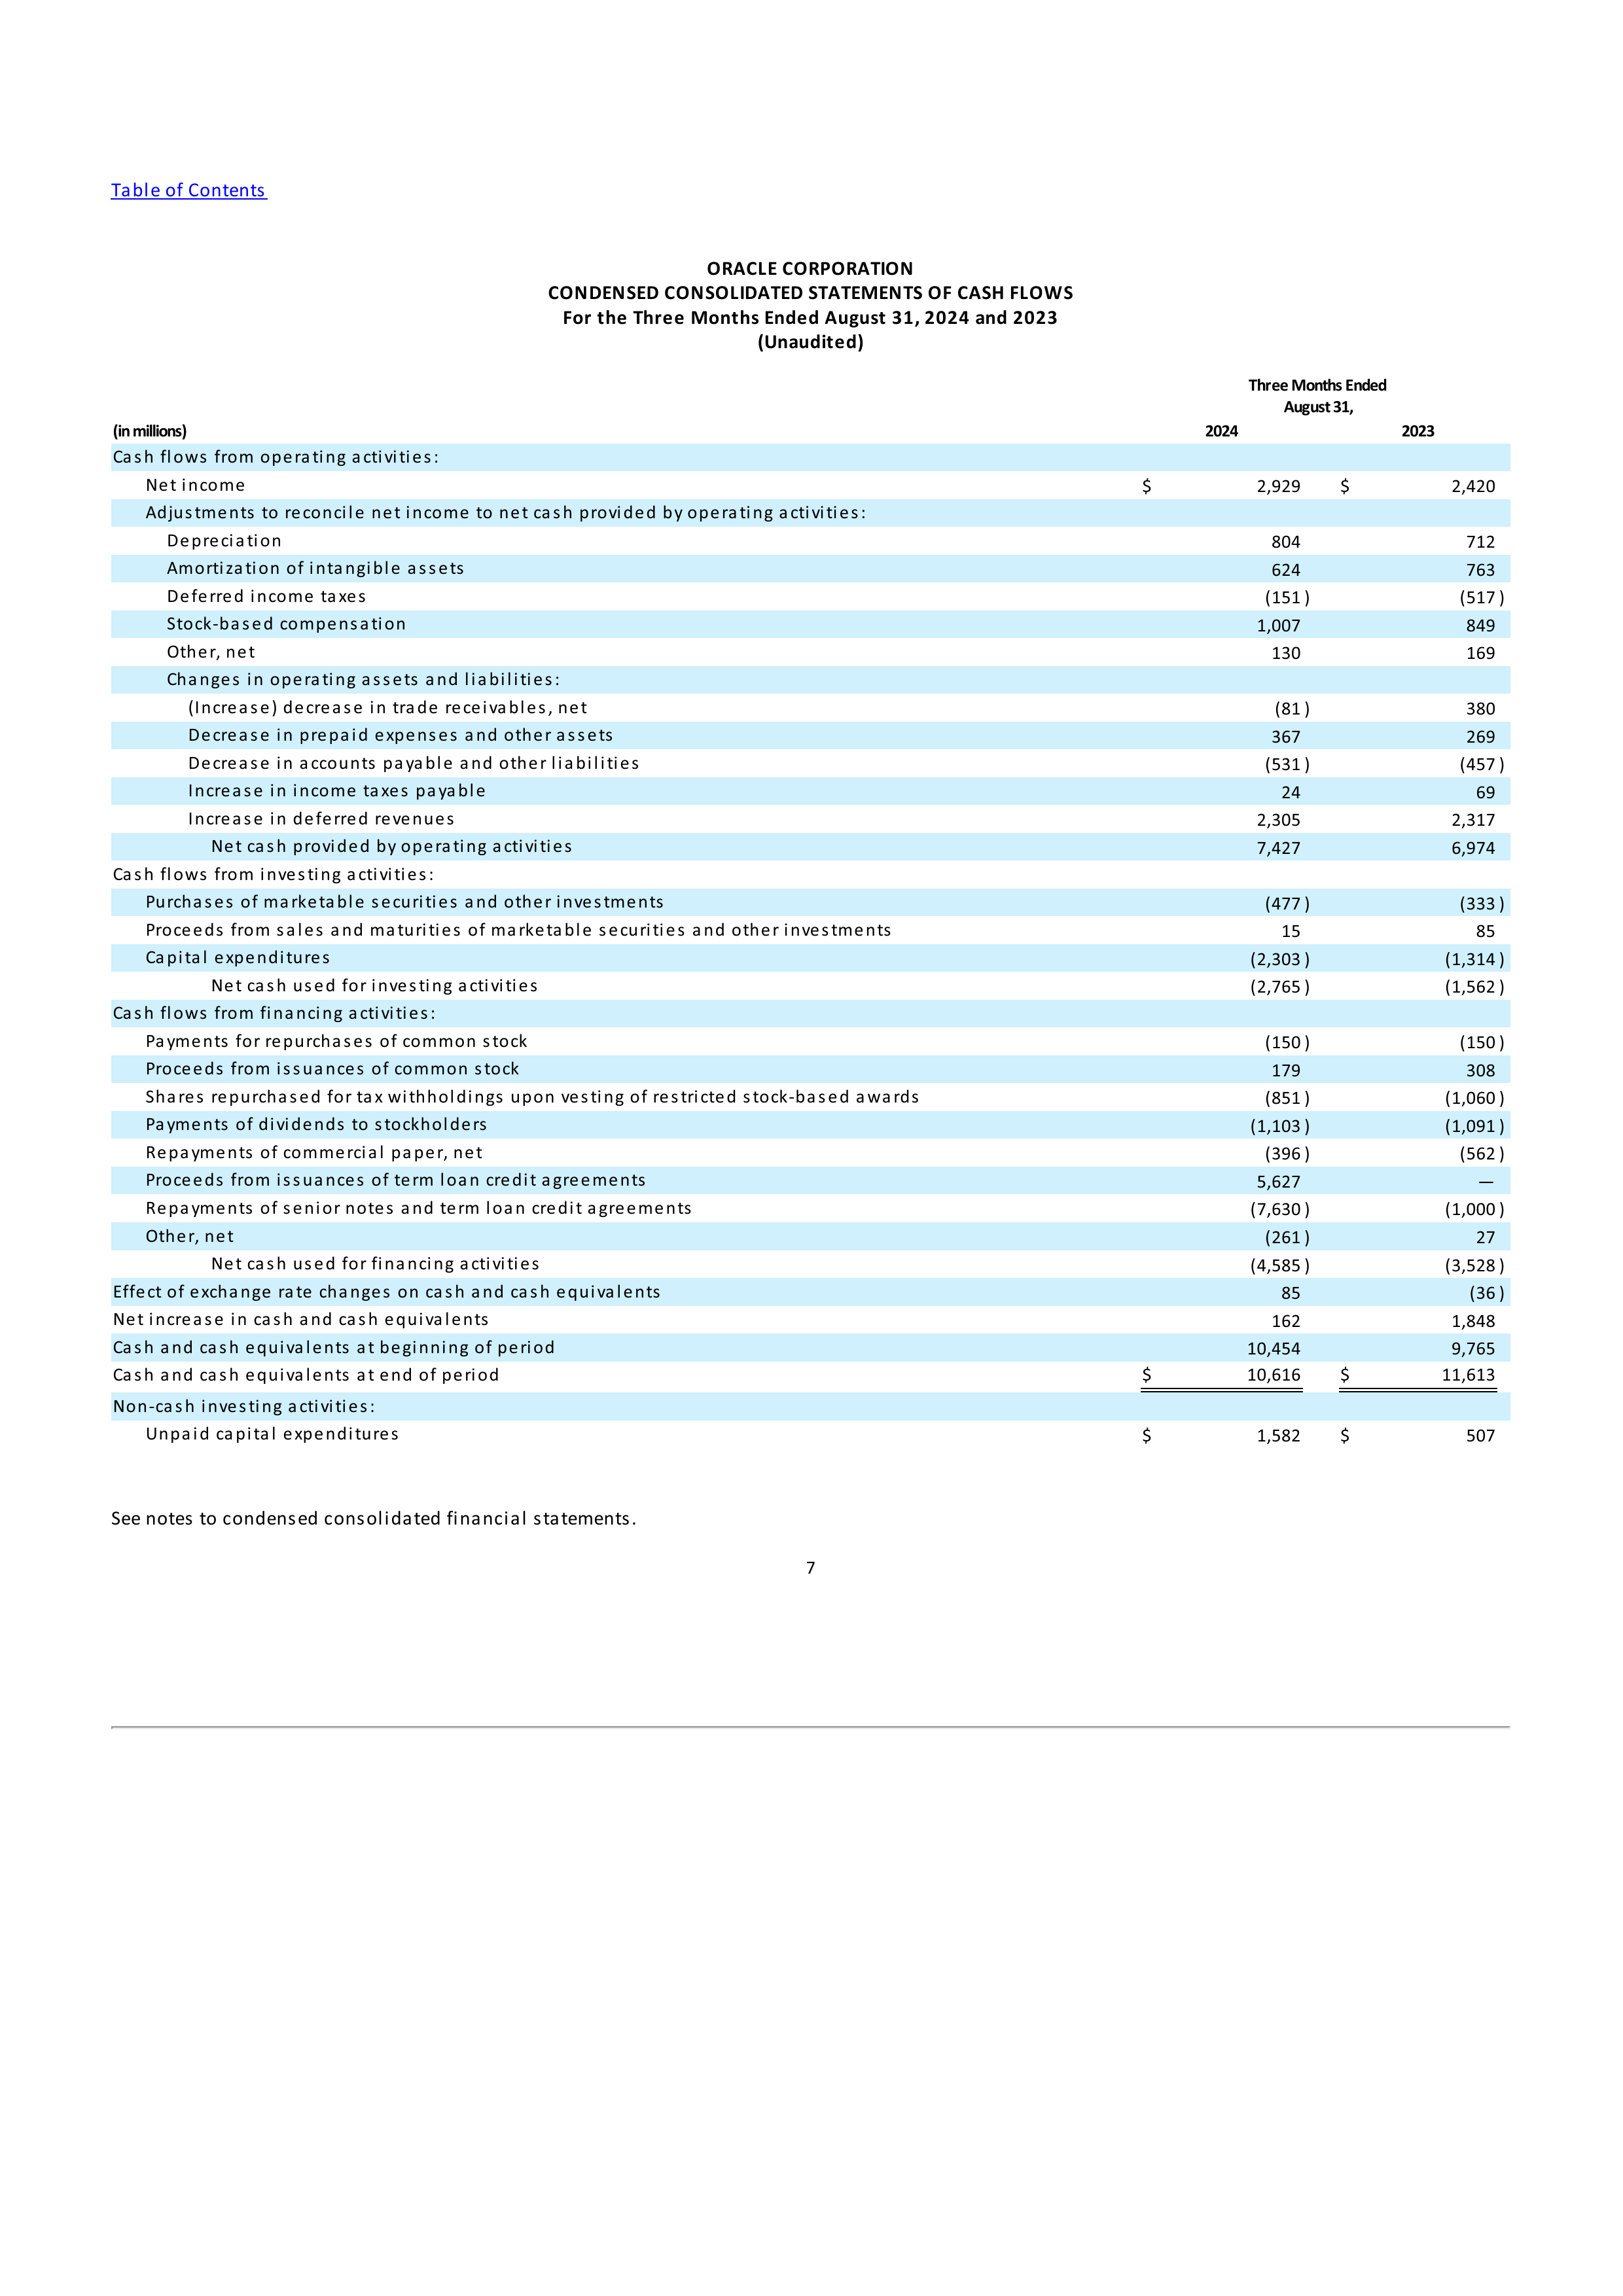 Table of Contents
ORACLE CORPORATION
CONDENSED CONSOLIDATED STATEMENTS OF CASH FLOWS
For the Three Months Ended August 31, 2024 and 2023
(Unaudited)
Three Months Ended
August 31,
(in millions) 2024 2023
Cash flows from operating activities:
Net income $ 2,929 $ 2,420
Adjustments to reconcile net income to net cash provided by operating activities:
Depreciation 804 712
Amortization of intangible assets 624 763
Deferred income taxes (151) (517)
Stock-based compensation 1,007 849
Other, net 130 169
Changes in operating assets and liabilities:
(Increase) decrease in trade receivables, net (81) 380
Decrease in prepaid expenses and other assets 367 269
Decrease in accounts payable and other liabilities (531) (457)
Increase in income taxes payable 24 69
Increase in deferred revenues 2,305 2,317
Net cash provided by operating activities 7,427 6,974
Cash flows from investing activities:
Purchases of marketable securities and other investments (477) (333)
Proceeds from sales and maturities of marketable securities and other investments 15 85
Capital expenditures (2,303) (1,314)
Net cash used for investing activities (2,765) (1,562)
Cash flows from financing activities:
Payments for repurchases of common stock (150) (150)
Proceeds from issuances of common stock 179 308
Shares repurchased for tax withholdings upon vesting of restricted stock-based awards (851) (1,060)
Payments of dividends to stockholders (1,103) (1,091)
Repayments of commercial paper, net (396) (562)
Proceeds from issuances of term loan credit agreements 5,627 —
Repayments of senior notes and term loan credit agreements (7,630) (1,000)
Other, net (261) 27
Net cash used for financing activities (4,585) (3,528)
Effect of exchange rate changes on cash and cash equivalents 85 (36)
Net increase in cash and cash equivalents 162 1,848
Cash and cash equivalents at beginning of period 10,454 9,765
Cash and cash equivalents at end of period $ 10,616 $ 11,613
Non-cash investing activities:
Unpaid capital expenditures $ 1,582 $ 507
See notes to condensed consolidated financial statements.
7